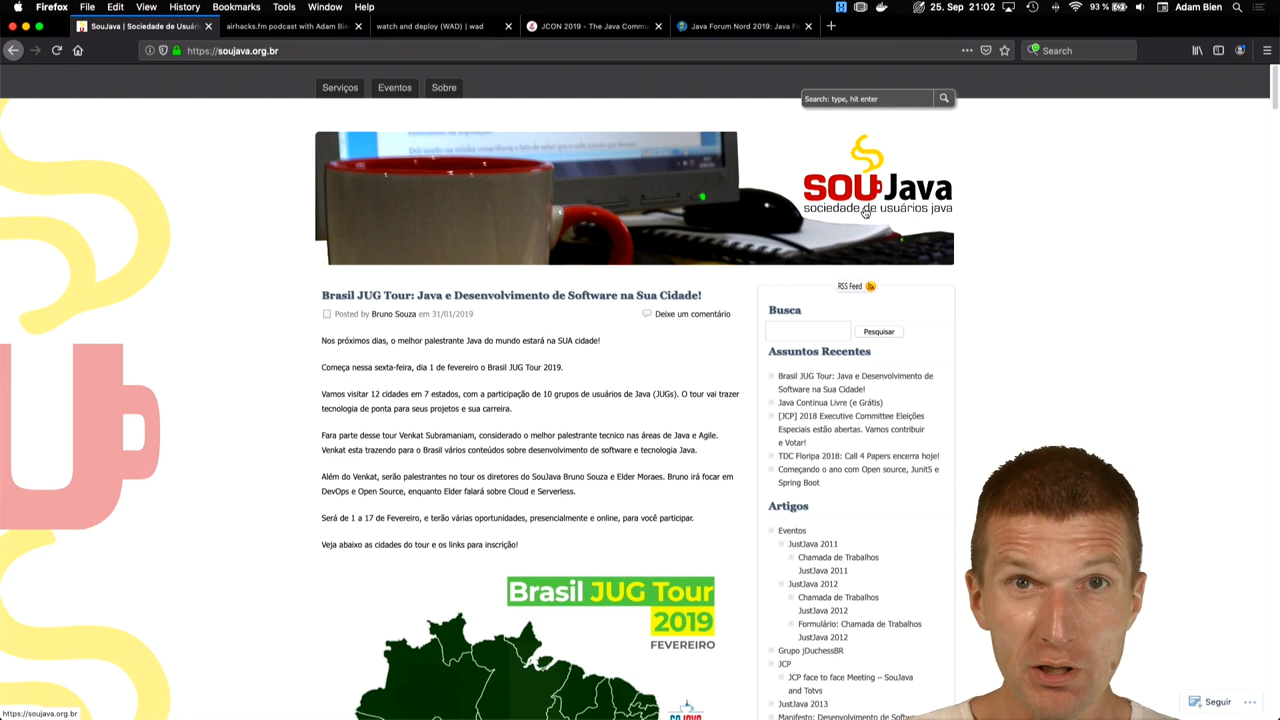 Firefox File Edit View History Bookmarks Tools Window Help
97% Sun 25. Aug 21:02 Adam Bien
SouJava | Sociedade de Usuári
airhacks.fm podcast with Adam Bie
watch and deploy (WAD) | wad
JCON 2019 - The Java Commu
Java Forum Nord 2019: Java F
https://soujava.org.br
Search
Serviços Eventos Sobre
Search: type, hit enter
SOUJava
sociedade de usuários java
Brasil JUG Tour: Java e Desenvolvimento de Software na Sua Cidade!
Posted by Bruno Souza em 31/01/2019
Deixe um comentário
Nos próximos dias, o melhor palestrante Java do mundo estará na SUA cidade!
Começa nessa sexta-feira, dia 1 de fevereiro o Brasil JUG Tour 2019.
Vamos visitar 12 cidades em 7 estados, com a participação de 10 grupos de usuários de Java (JUGs). O tour vai trazer
tecnologia de ponta para seus projetos e sua carreira.
Fara parte desse tour Venkat Subramaniam, considerado o melhor palestrante tecnico nas áreas de Java e Agile.
Venkat esta trazendo para o Brasil vários conteúdos sobre desenvolvimento de software e tecnologia Java.
Além do Venkat, serão palestrantes no tour os diretores do SouJava Bruno Souza e Elder Moraes. Bruno irá focar em
DevOps e Open Source, enquanto Elder falará sobre Cloud e Serverless.
Será de 1 a 17 de Fevereiro, e terão várias oportunidades, presencialmente e online, para você participar.
Veja abaixo as cidades do tour e os links para inscrição!
Brasil JUG Tour
2019
FEVEREIRO
RSS Feed
Busca
Pesquisar
Assuntos Recentes
Brasil JUG Tour: Java e Desenvolvimento de
Software na Sua Cidade!
Java Continua Livre (e Grátis)
[JCP] 2018 Executive Committee Eleições
Especiais estão abertas. Vamos contribuir
e Votar!
TDC Floripa 2018: Call 4 Papers encerra hoje!
Começando o ano com Open source, Junit5 e
Spring Boot
Artigos
Eventos
JustJava 2011
Chamada de Trabalhos
JustJava 2011
JustJava 2012
Chamada de Trabalhos
JustJava 2012
Formulário: Chamada de Trabalhos
JustJava 2012
Grupo jDuchessBR
JCP
JCP face to face Meeting – SouJava
and Totvs
JustJava 2013
Manifesto: Desenvolvimento de Softw
Seguir
https://soujava.org.br